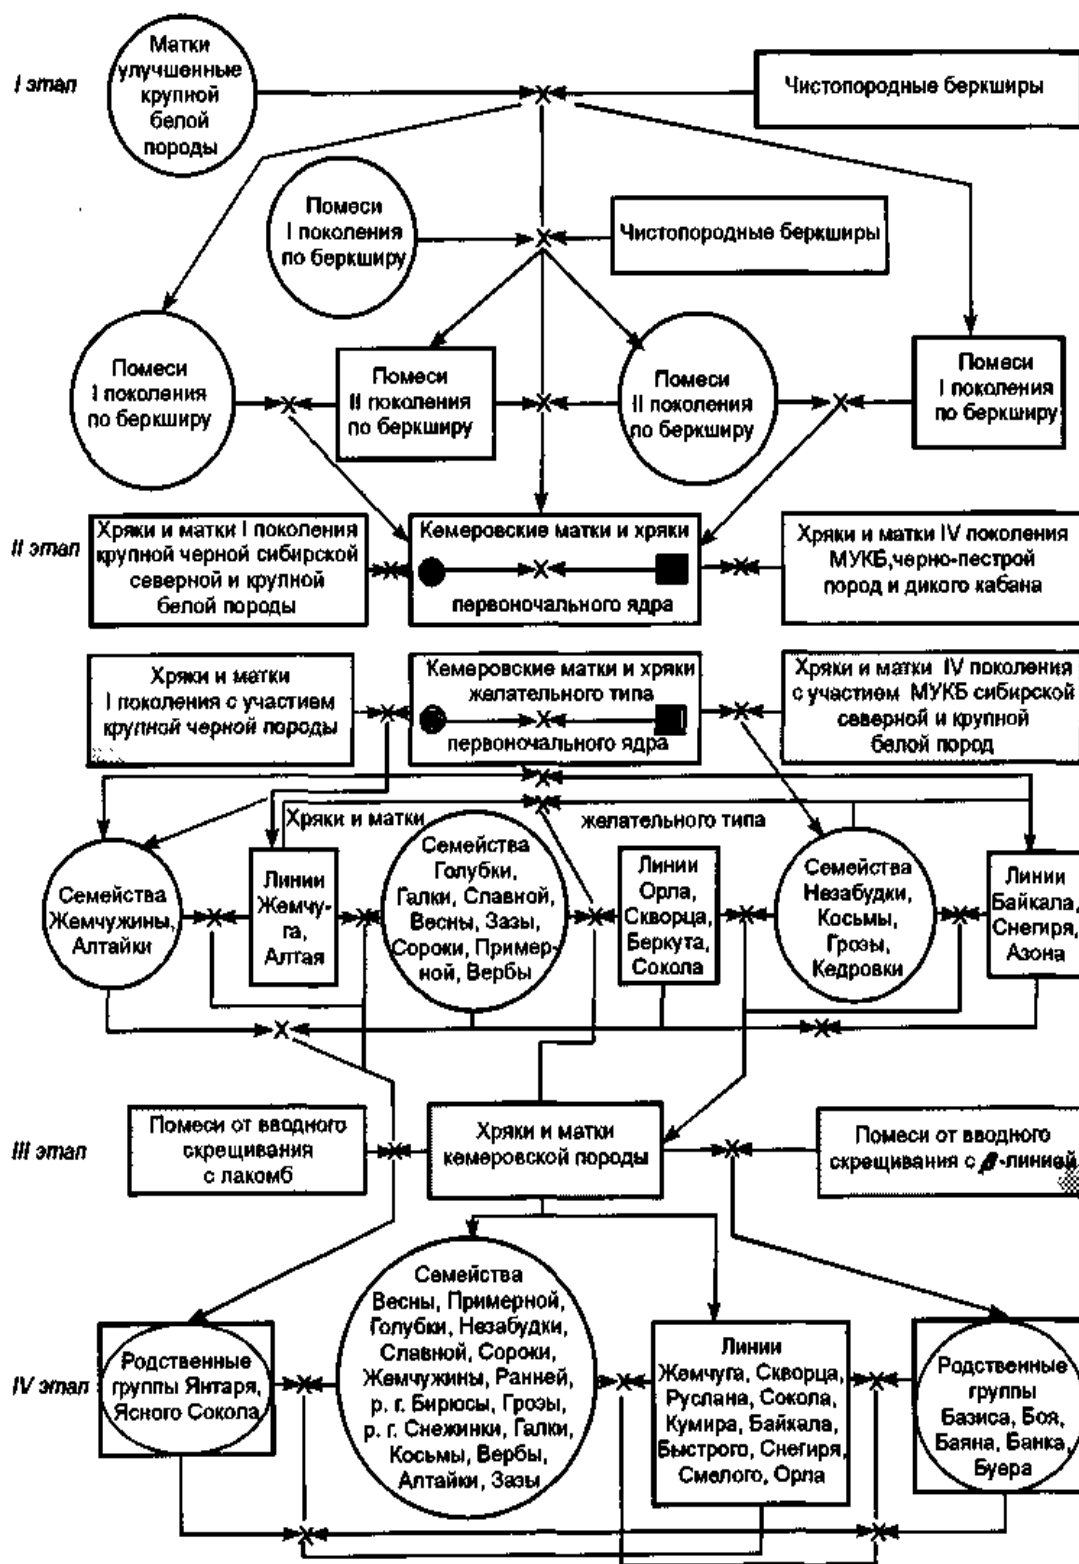 Матки
улучшенные
крупной
белой
породы
I этап
Чистопородные беркширы
Помеси
I поколения
по беркширу
Чистопородные беркширы
Помеси
I поколения
по беркширу
Помеси
II поколения
по беркширу
Помеси
II поколения
по беркширу
Помеси
I поколения
по беркширу
II этап
Хряки и матки I поколения
крупной черной сибирской
северной и крупной
белой породы
Кемеровские матки и хряки
первоночального ядра
Хряки и матки IV поколения
МУКБ,черно-пестрой
пород и дикого кабана
Хряки и матки
I поколения с участием
крупной черной породы
Кемеровские матки и хряки
желательного типа
первоночального ядра
Хряки и матки IV поколения
с участием МУКБ сибирской
северной и крупной
белой пород
Хряки и матки
желательного типа
Семейства
Жемчужины,
Алтайки
Линии
Жемчу-
га,
Алтая
Семейства
Голубки,
Галки, Славной,
Весны, Зазы,
Сороки, Пример-
ной, Вербы
Линии
Орла,
Скворца,
Беркута,
Сокола
Семейства
Незабудки,
Косьмы,
Грозы,
Кедровки
Линии
Байкала,
Снегиря,
Азона
III этап
Помеси от вводного
скрещивания
с лакомб
Хряки и матки
кемеровской породы
Помеси от вводного
скрещивания с β-линией
IV этап
Родственные
группы Янтаря,
Ясного Сокола
Семейства
Весны, Примерной,
Голубки, Незабудки,
Славной, Сороки,
Жемчужины, Ранней,
р. г. Бирюсы, Грозы,
р. г. Снежинки, Галки,
Косьмы, Вербы,
Алтайки, Зазы
Линии
Жемчуга, Скворца,
Руслана, Сокола,
Кумира, Байкала,
Быстрого, Снегиря,
Смелого, Орла
Родственные
группы
Базиса, Боя,
Баяна, Банка,
Буера